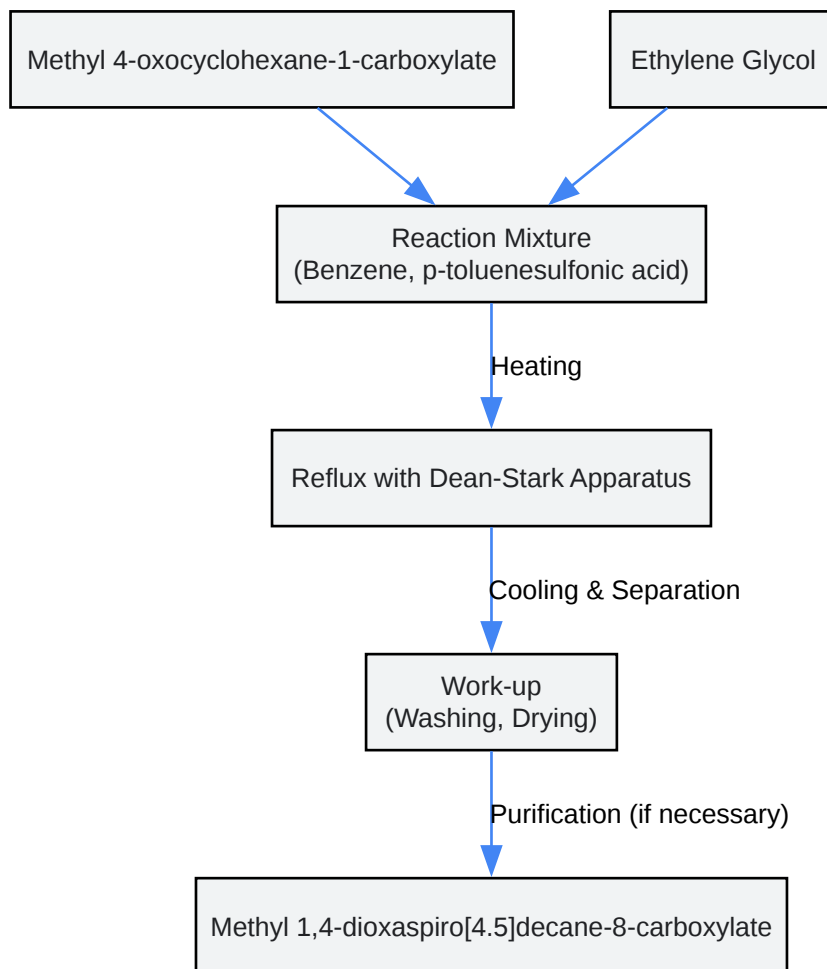 Methyl 4-oxocyclohexane-1-carboxylate
Ethylene Glycol
Reaction Mixture
(Benzene, p-toluenesulfonic acid)
Heating
Reflux with Dean-Stark Apparatus
Cooling & Separation
Work-up
(Washing, Drying)
Purification (if necessary)
Methyl 1,4-dioxaspiro[4.5]decane-8-carboxylate